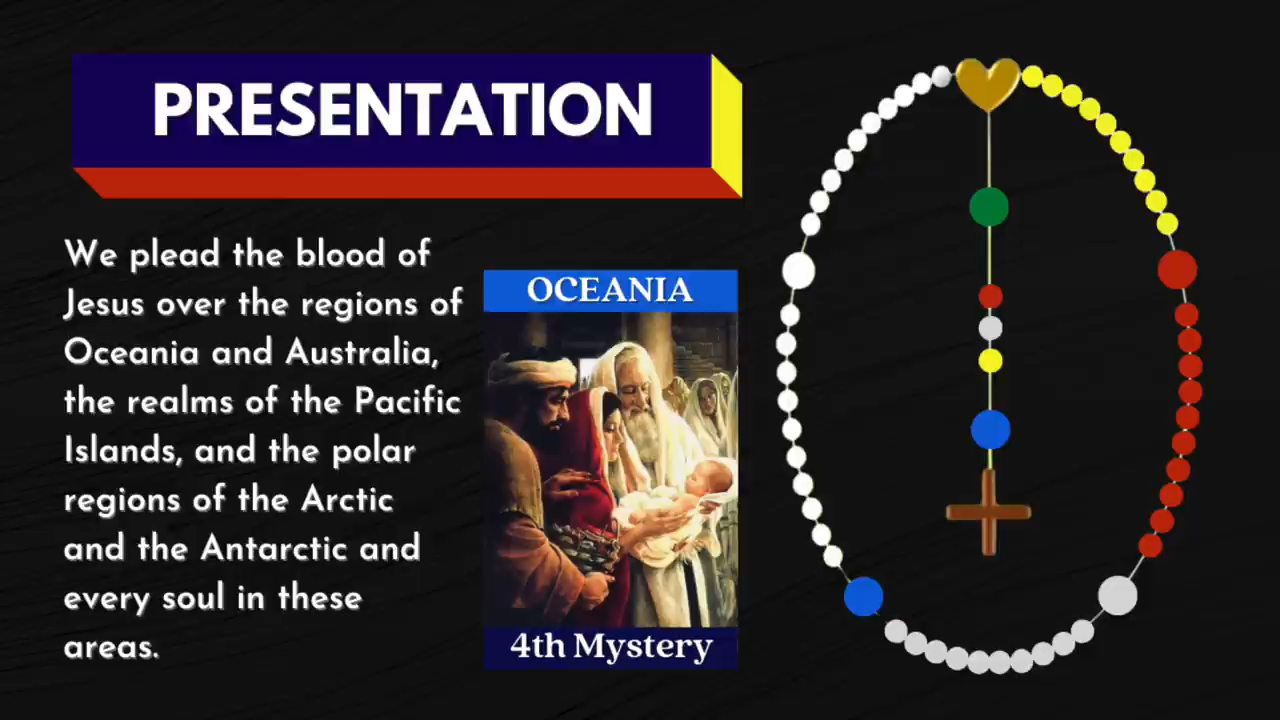 PRESENTATION
We plead the blood of
Jesus over the regions of
Oceania and Australia,
the realms of the Pacific
Islands, and the polar
regions of the Arctic
and the Antarctic and
every soul in these
areas.
OCEANIA
4th Mystery